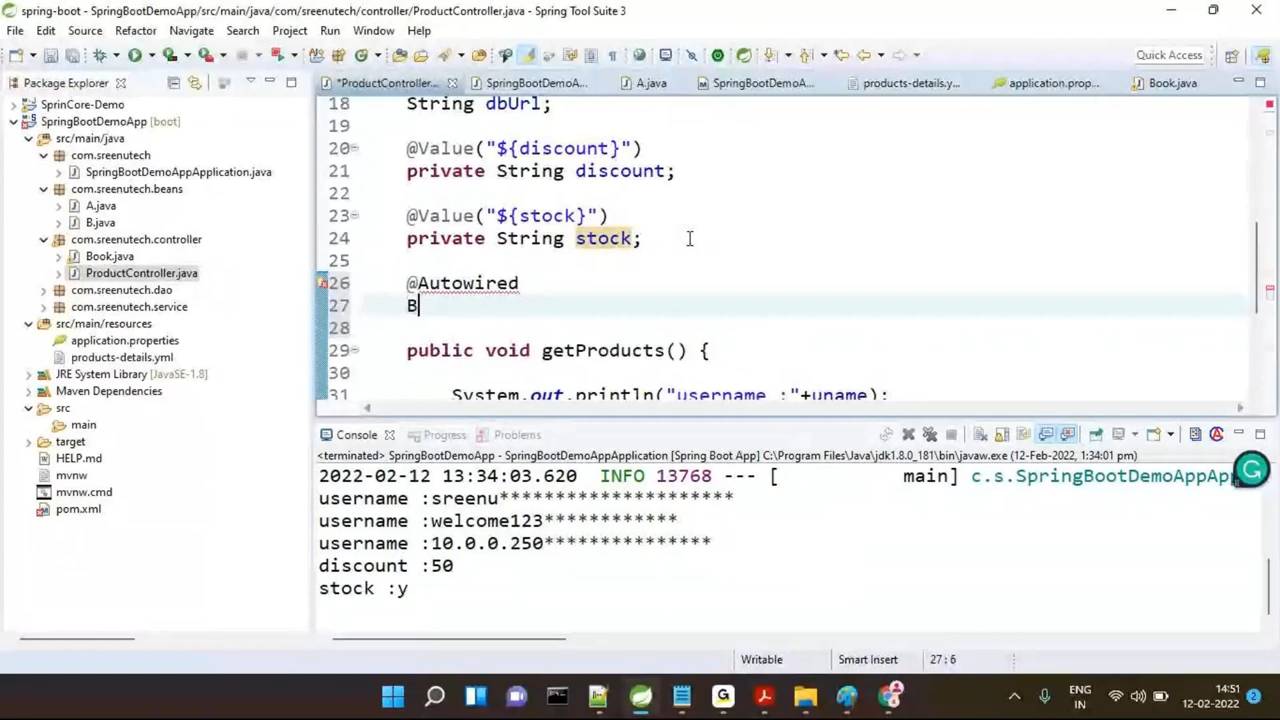 spring-boot - SpringBootDemoApp/src/main/java/com/sreenutech/controller/ProductController.java - Spring Tool Suite 3
File Edit Source Refactor Navigate Search Project Run Window Help
Quick Access
Package Explorer
*ProductController... SpringBootDemoA... A.java SpringBootDemoA... products-details.y... application.prop... Book.java
SprinCore-Demo
SpringBootDemoApp [boot]
src/main/java
com.sreenutech
SpringBootDemoAppApplication.java
com.sreenutech.beans
A.java
B.java
com.sreenutech.controller
Book.java
ProductController.java
com.sreenutech.dao
com.sreenutech.service
src/main/resources
application.properties
products-details.yml
JRE System Library [JavaSE-1.8]
Maven Dependencies
src
main
target
HELP.md
mvnw
mvnw.cmd
pom.xml
18 String dbUrl;
19
20 @Value("${discount}")
21 private String discount;
22
23 @Value("${stock}")
24 private String stock;
25
26 @Autowired
27 B
28
29 public void getProducts() {
30
31 System.out.println("username :"+uname);
Console Progress Problems
<terminated> SpringBootDemoApp - SpringBootDemoAppApplication [Spring Boot App] C:\Program Files\Java\jdk1.8.0_181\bin\javaw.exe (12-Feb-2022, 1:34:01 pm)
2022-02-12 13:34:03.620 INFO 13768 --- [ main] c.s.SpringBootDemoAppApp
username :sreenu*********************
username :welcome123************
username :10.0.0.250***************
discount :50
stock :y
Writable Smart Insert 27:6
ENG
IN
14:51
12-02-2022
2